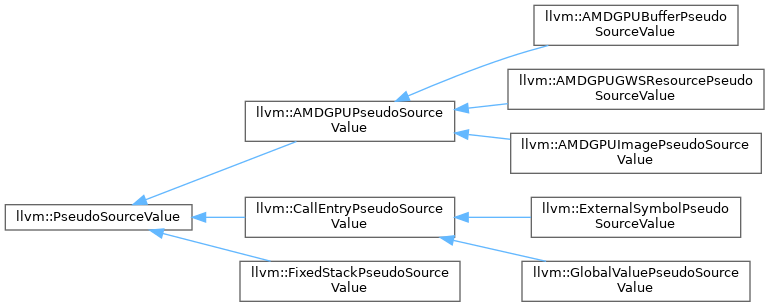 llvm::AMDGPUBufferPseudo
SourceValue
llvm::AMDGPUGWSResourcePseudo
SourceValue
llvm::AMDGPUPseudoSource
Value
llvm::AMDGPUImagePseudoSource
Value
llvm::PseudoSourceValue
llvm::CallEntryPseudoSource
Value
llvm::ExternalSymbolPseudo
SourceValue
llvm::FixedStackPseudoSource
Value
llvm::GlobalValuePseudoSource
Value